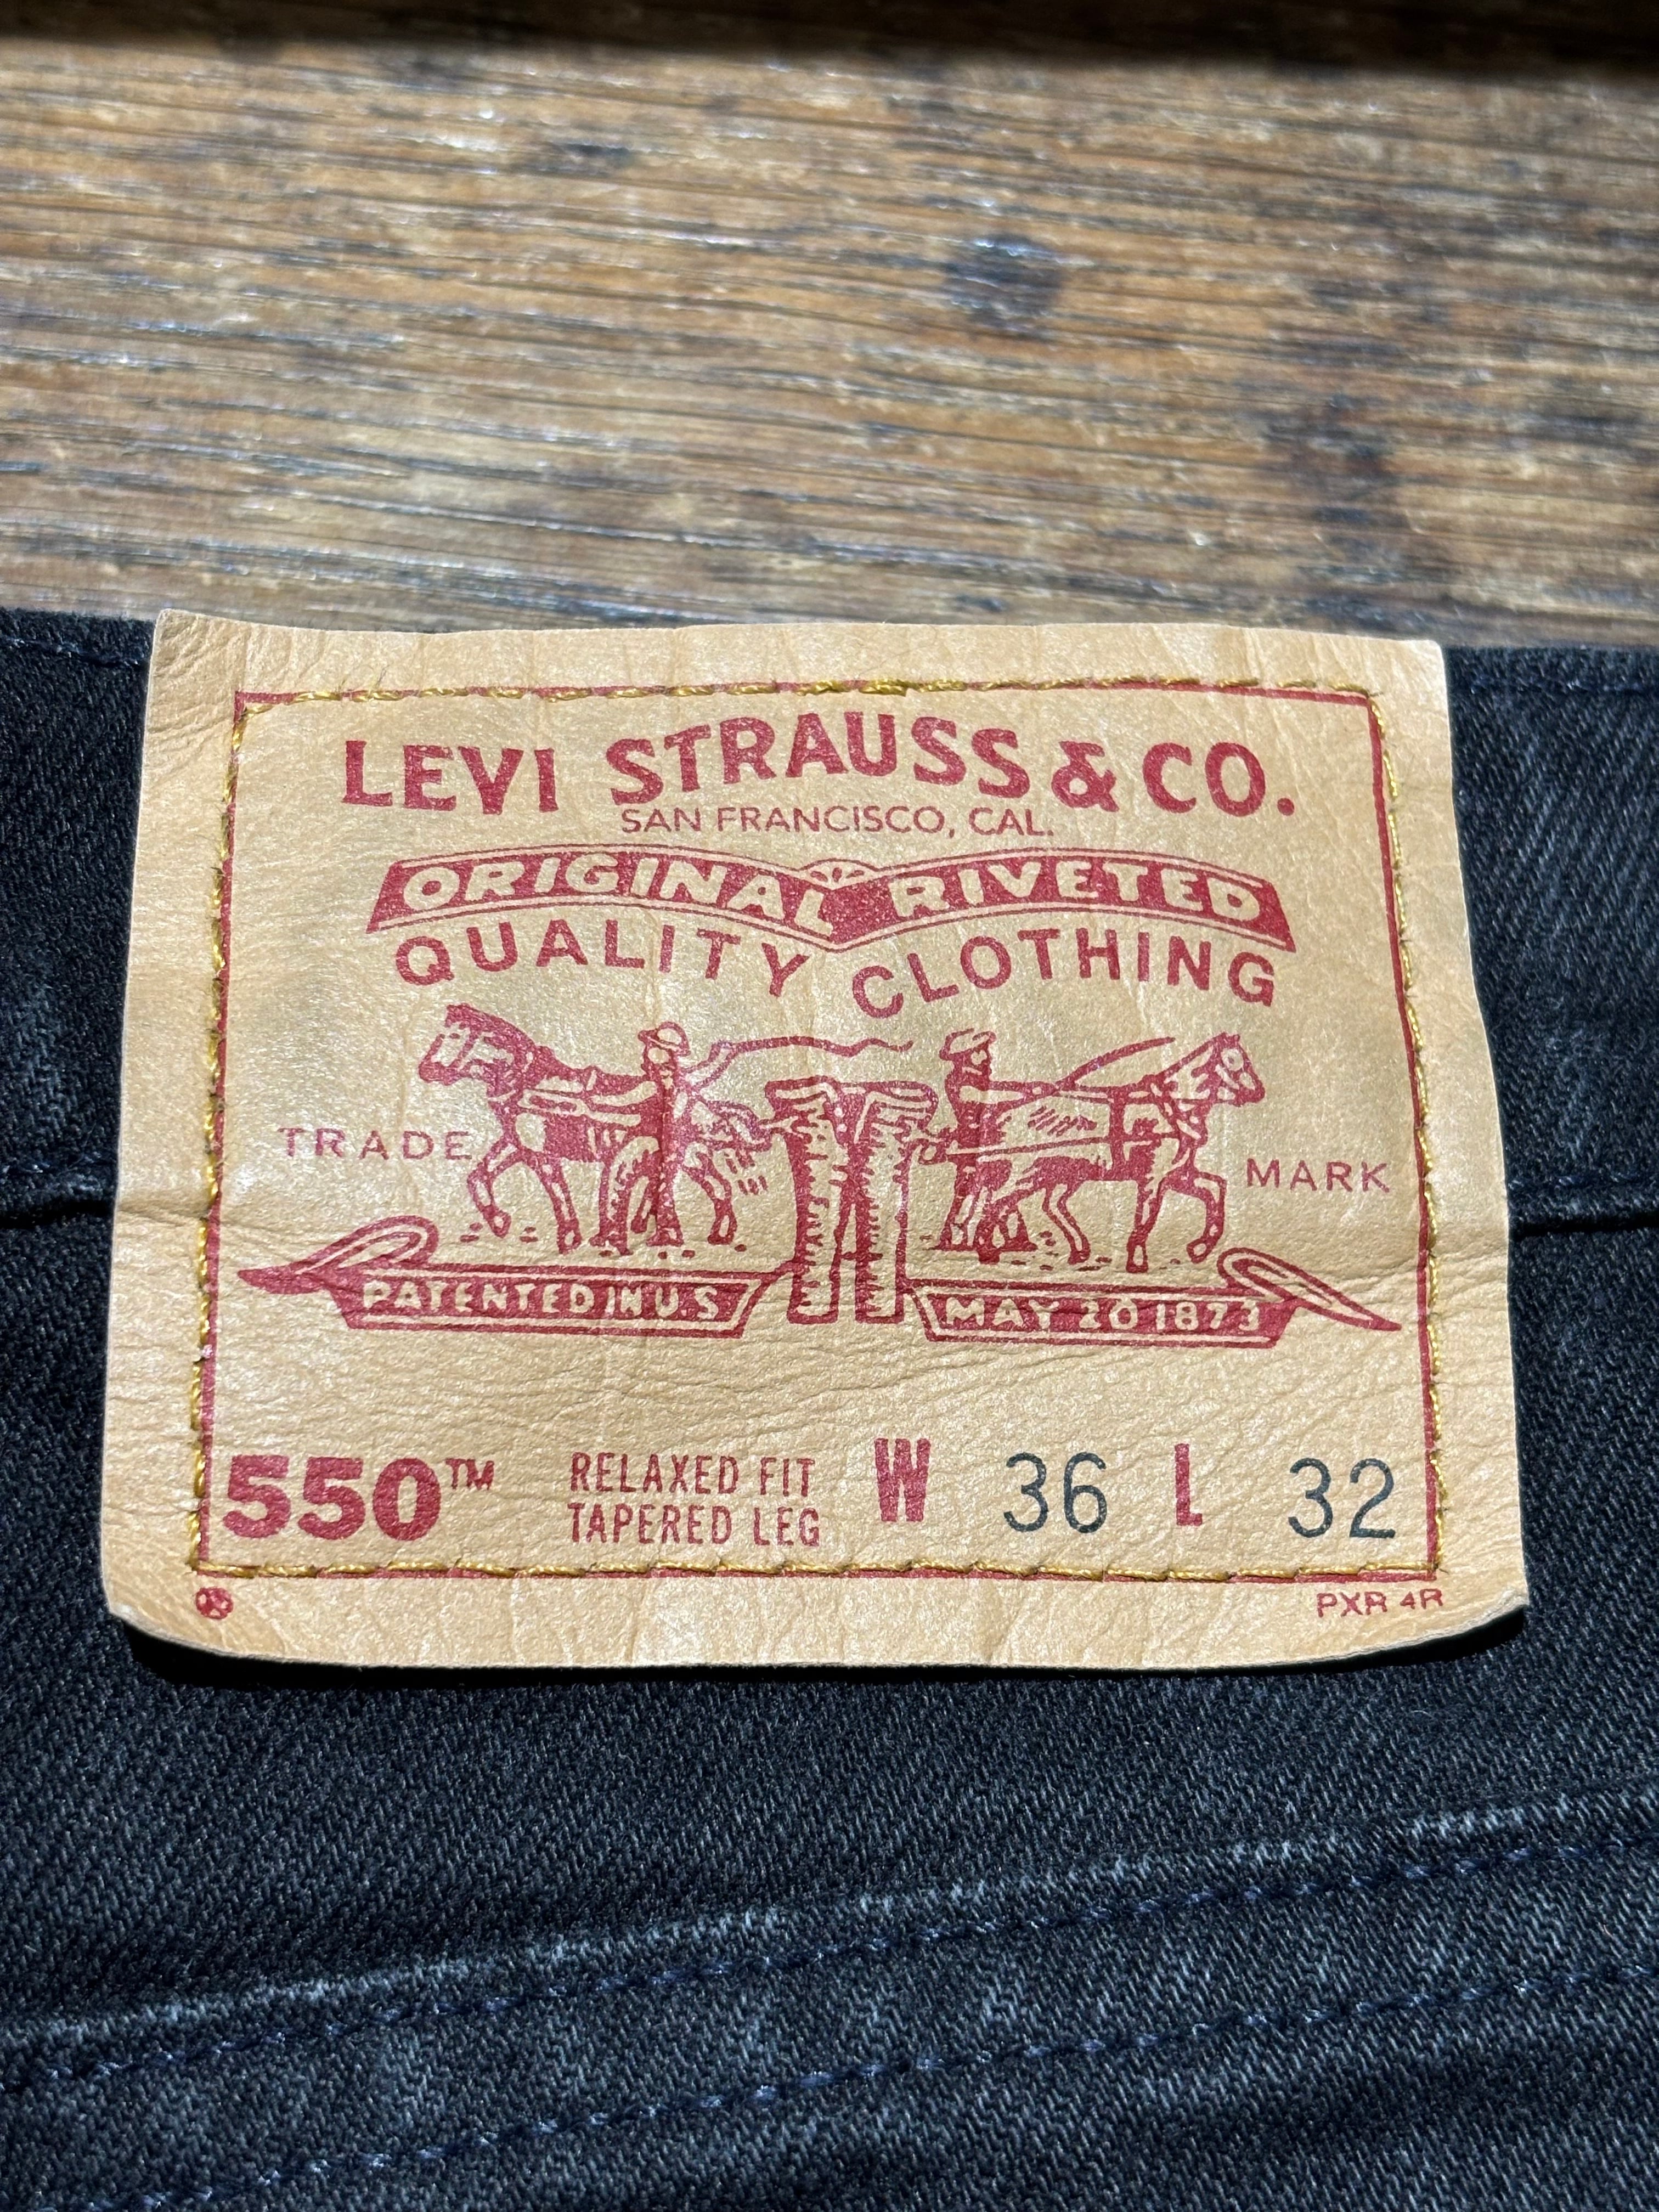 LEVI STRAUSS & CO.
SAN FRANCISCO, CAL.
ORIGINAL RIVETED
QUALITY CLOTHING
TRADE MARK
PATENTED IN U.S MAY 20 1873
550™ RELAXED FIT W 36 L 32
TAPERED LEG
PXR 4R